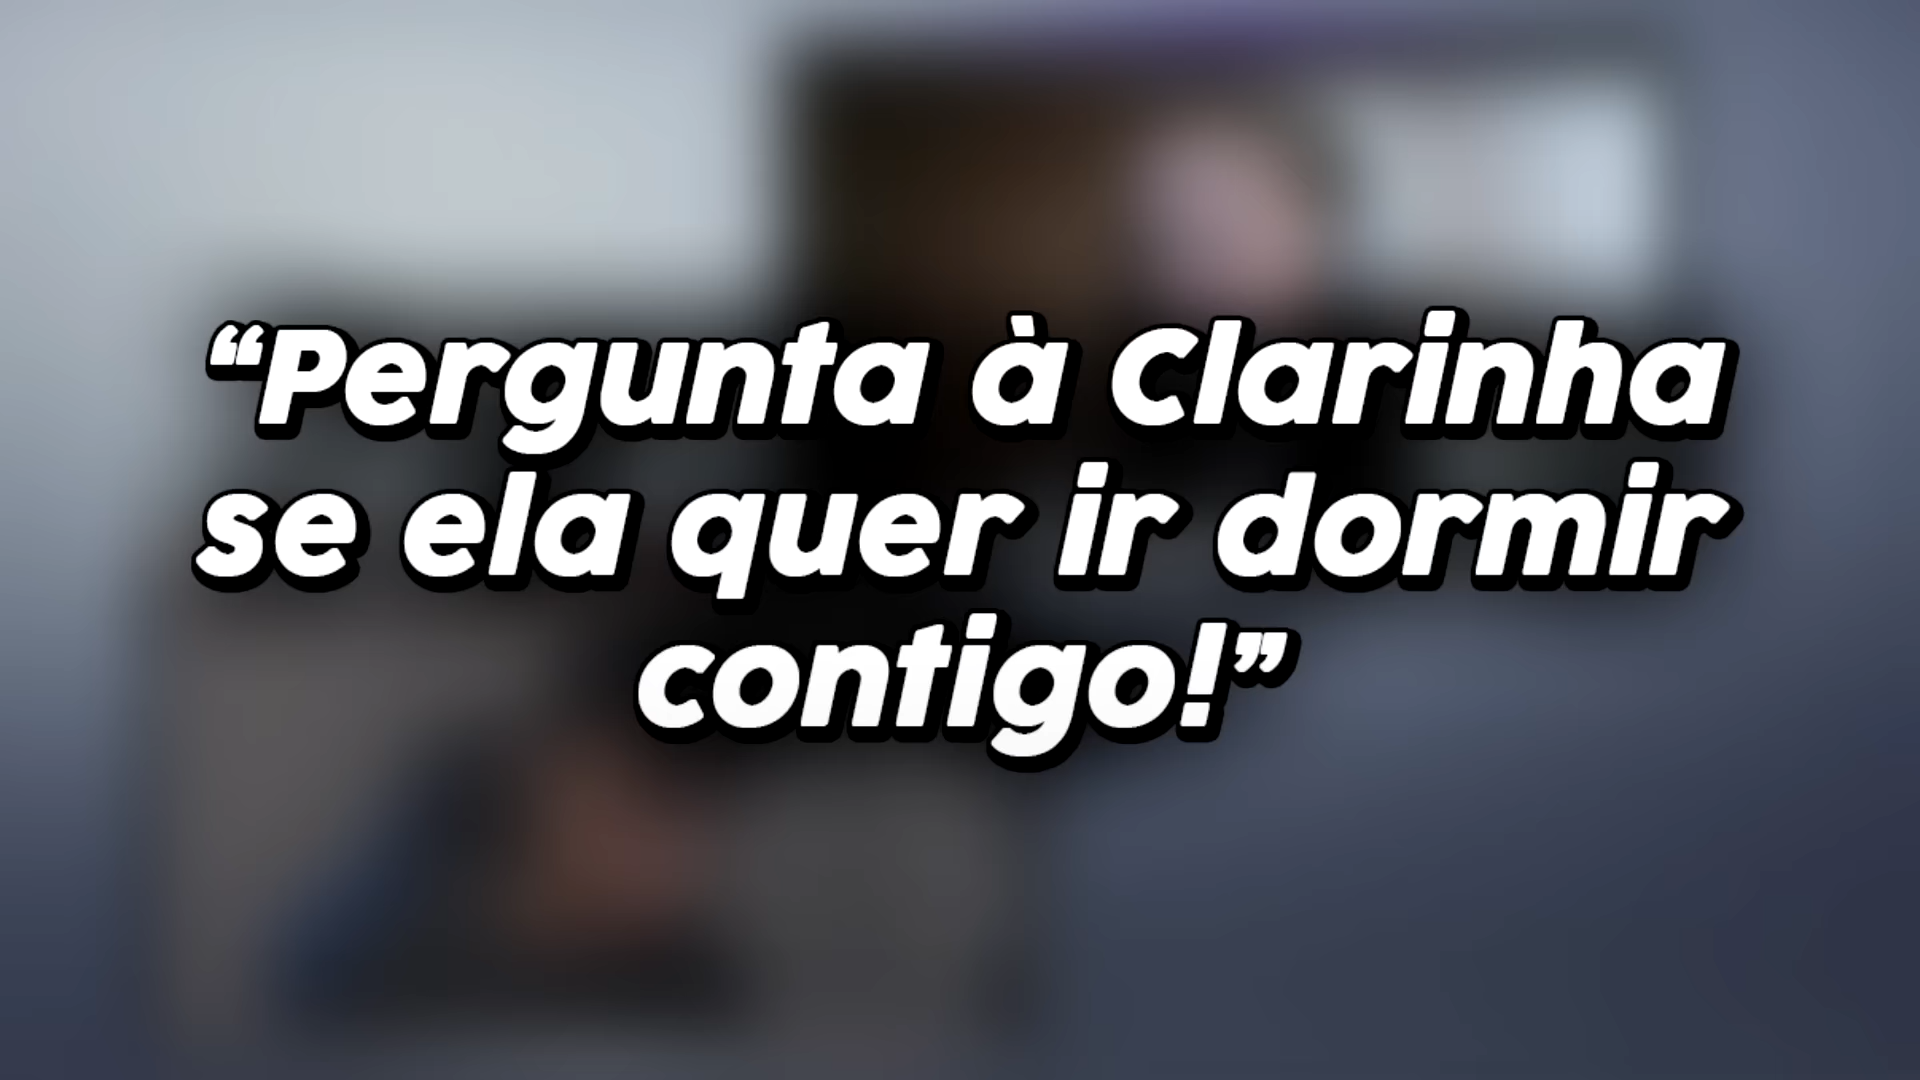 “Pergunta à Clarinha
se ela quer ir dormir
contigo!”